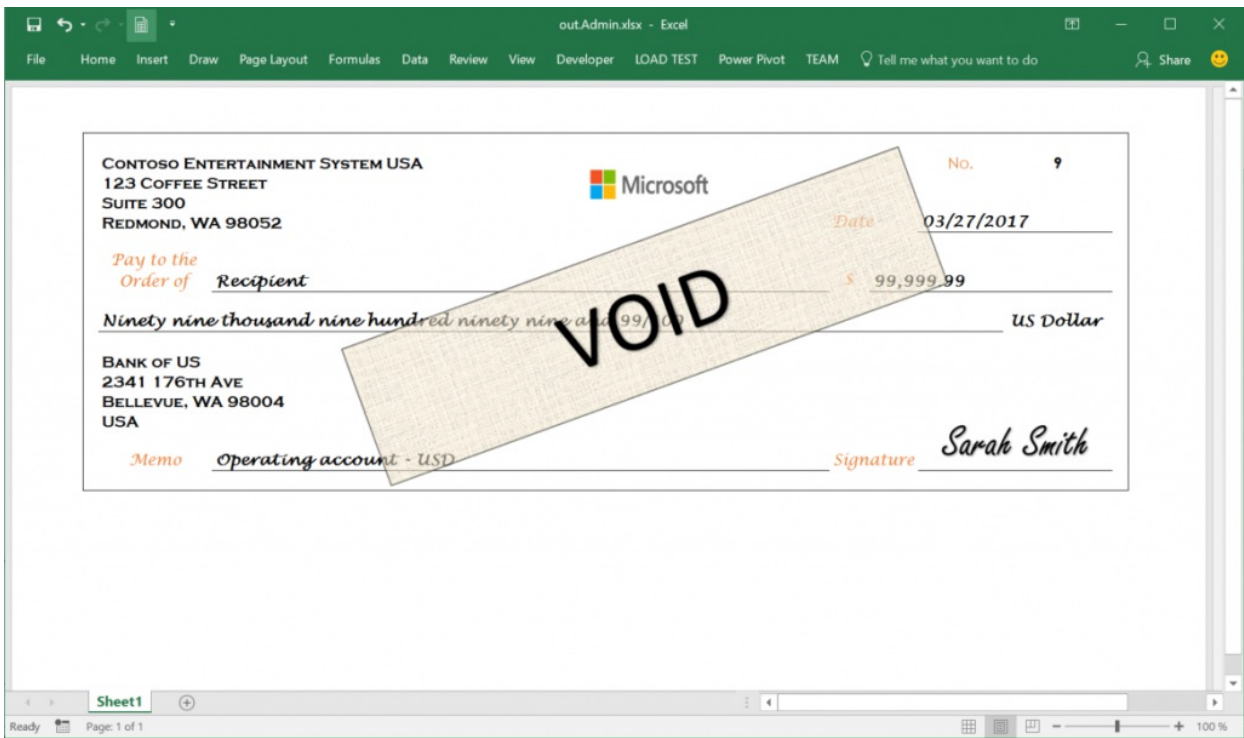 out.Admin.xlsx - Excel
File Home Insert Draw Page Layout Formulas Data Review View Developer LOAD TEST Power Pivot TEAM Tell me what you want to do Share
CONTOSO ENTERTAINMENT SYSTEM USA
123 COFFEE STREET
SUITE 300
REDMOND, WA 98052
Microsoft
No. 9
Date 03/27/2017
Pay to the
Order of Recipient $ 99,999.99
Ninety nine thousand nine hundred ninety nine and 99/100 US Dollar
VOID
BANK OF US
2341 176TH AVE
BELLEVUE, WA 98004
USA
Memo Operating account - USD Signature Sarah Smith
Sheet1
Ready Page: 1 of 1 100 %